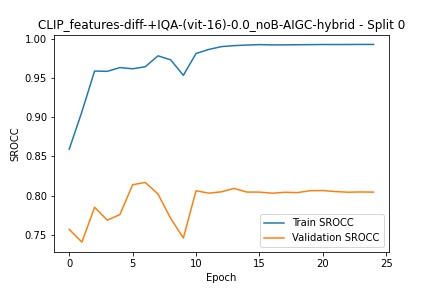 CLIP_features-diff-+IQA-(vit-16)-0.0_noB-AIGC-hybrid - Split 0
1.00
0.95
0.90
0.85
0.80
0.75
SROCC
Train SROCC
Validation SROCC
0 5 10 15 20 25
Epoch